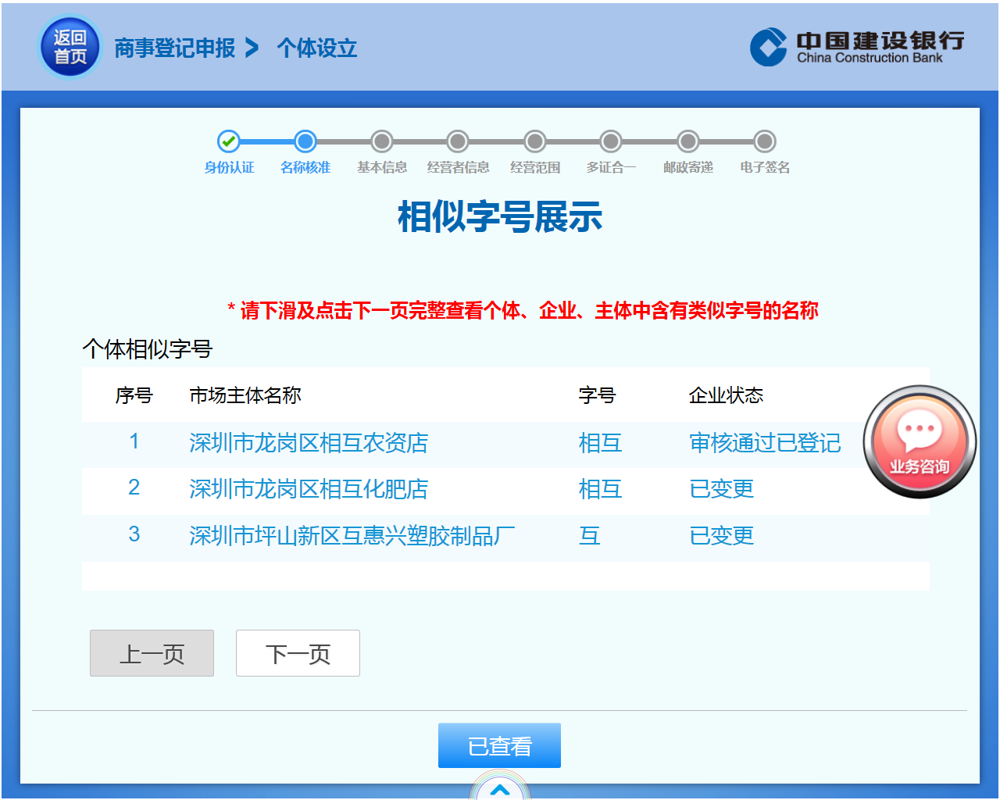 返回
首页
商事登记申报 > 个体设立
中国建设银行
China Construction Bank
身份认证 名称核准 基本信息 经营者信息 经营范围 多证合一 邮政寄递 电子签名
相似字号展示
* 请下滑及点击下一页完整查看个体、企业、主体中含有类似字号的名称
个体相似字号
序号 市场主体名称 字号 企业状态
1 深圳市龙岗区相互农资店 相互 审核通过已登记
2 深圳市龙岗区相互化肥店 相互 已变更
3 深圳市坪山新区互惠兴塑胶制品厂 互 已变更
业务咨询
上一页 下一页
已查看